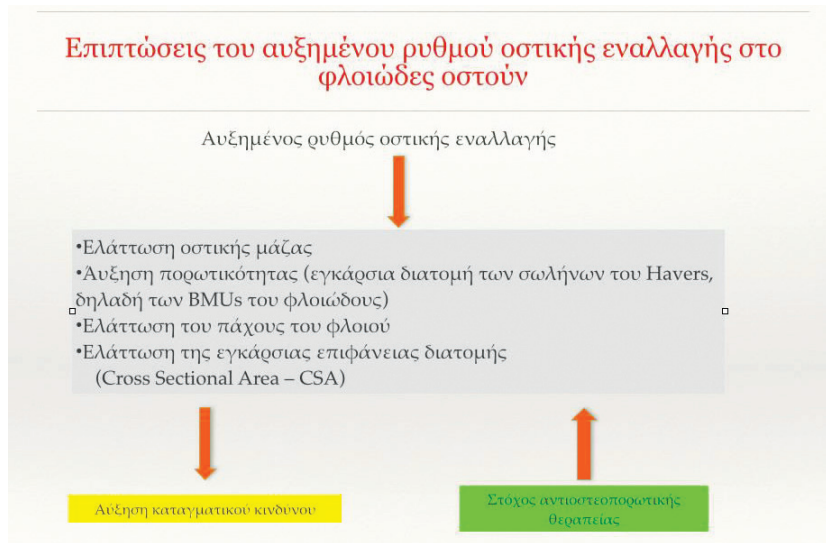 Επιπτώσεις του αυξημένου ρυθμού οστικής εναλλαγής στο
φλοιώδες οστούν
Αυξημένος ρυθμός οστικής εναλλαγής
•Ελάττωση οστικής μάζας
•Άυξηση πορωτικότητας (εγκάρσια διατομή των σωλήνων του Havers,
δηλαδή των BMUs του φλοιώδους)
•Ελάττωση του πάχους του φλοιού
•Ελάττωση της εγκάρσιας επιφάνειας διατομής
(Cross Sectional Area – CSA)
Αύξηση καταγματικού κινδυνου
Στόχος αντιοστεοπορωτικής
θεραπείας